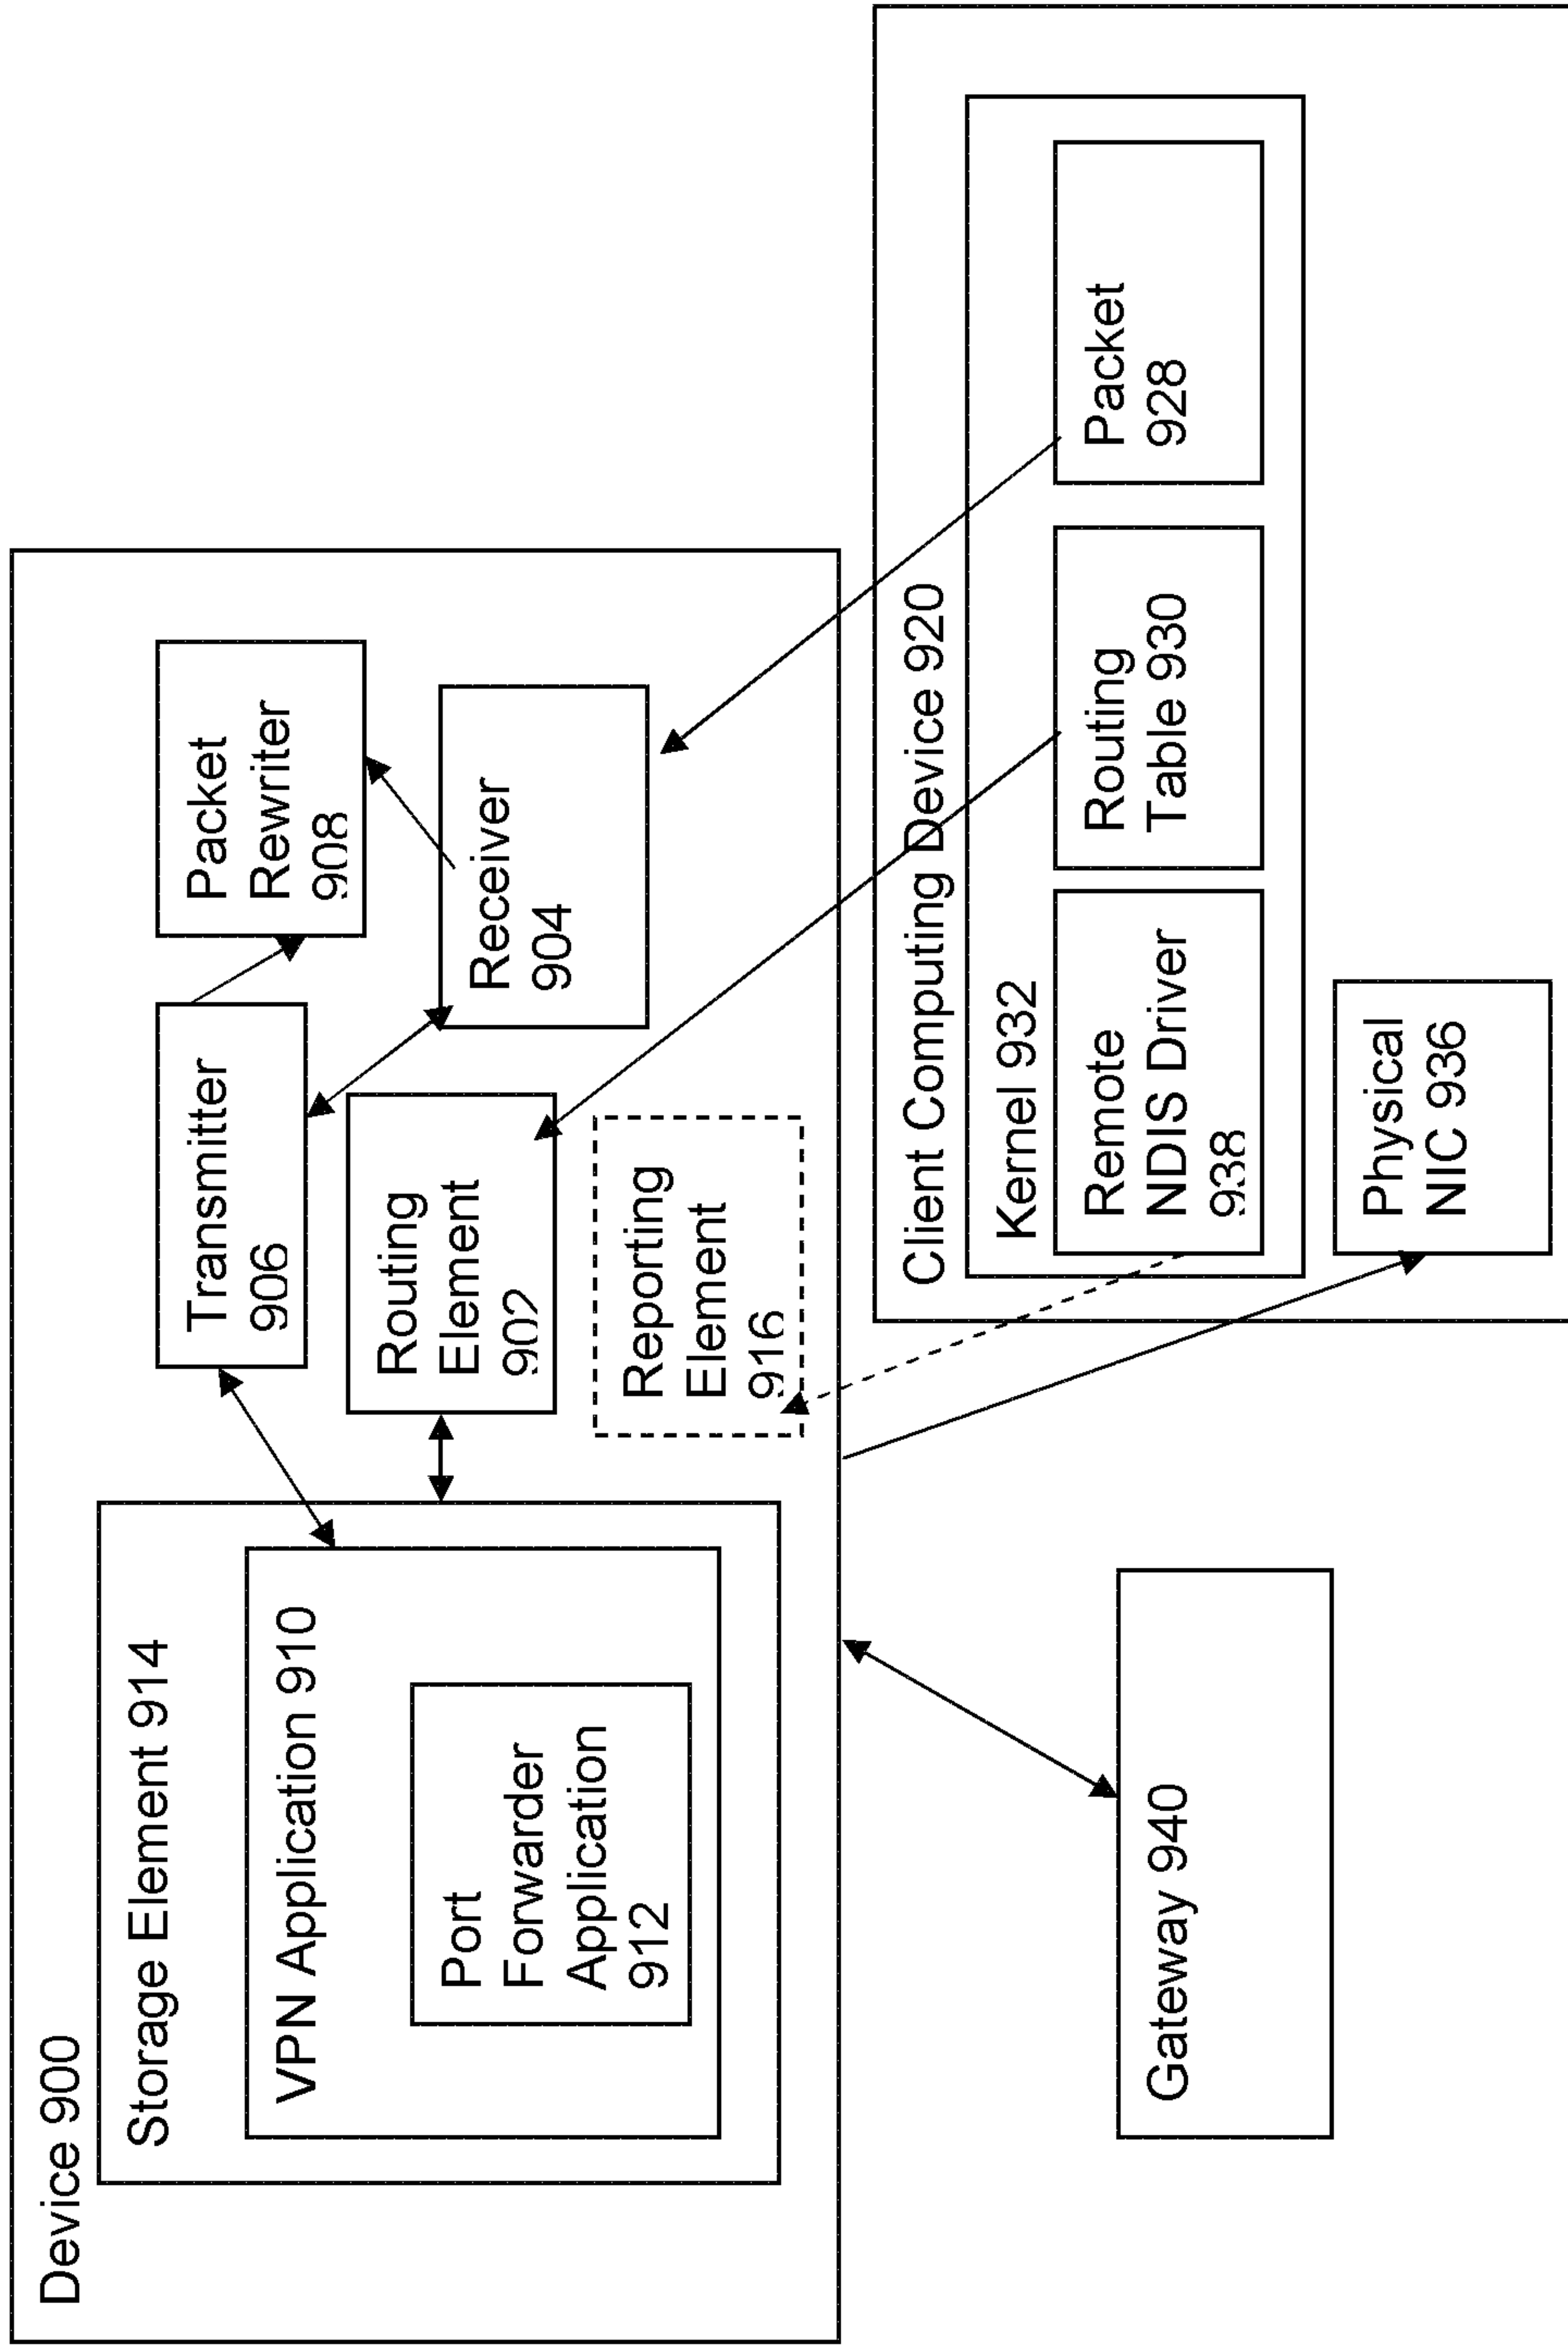 Device 900
Storage Element 914
VPN Application 910
Port
Forwarder
Application
912
Transmitter
906
Packet
Rewriter
908
Routing
Element
902
Receiver
904
Reporting
Element
916
Gateway 940
Client Computing Device 920
Kernel 932
Remote
NDIS Driver
938
Routing
Table 930
Packet
928
Physical
NIC 936